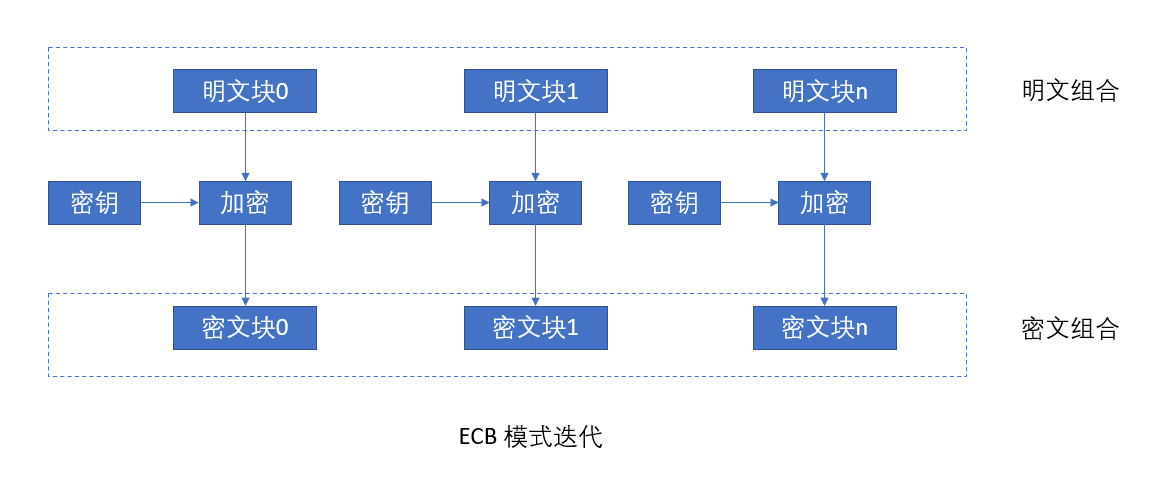 明文块0
明文块1
明文块n
明文组合
密钥
加密
密钥
加密
密钥
加密
密文块0
密文块1
密文块n
密文组合
ECB 模式迭代